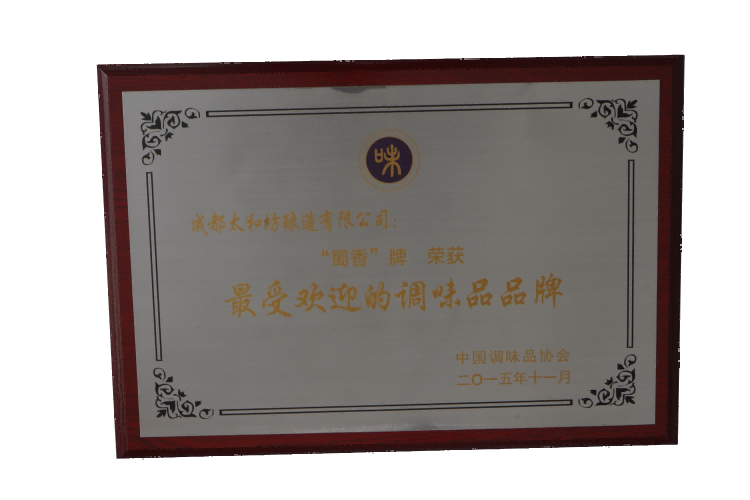 味
成都太和坊酿造有限公司：
“蜀香”牌 荣获
最受欢迎的调味品品牌
中国调味品协会
二〇一五年十一月